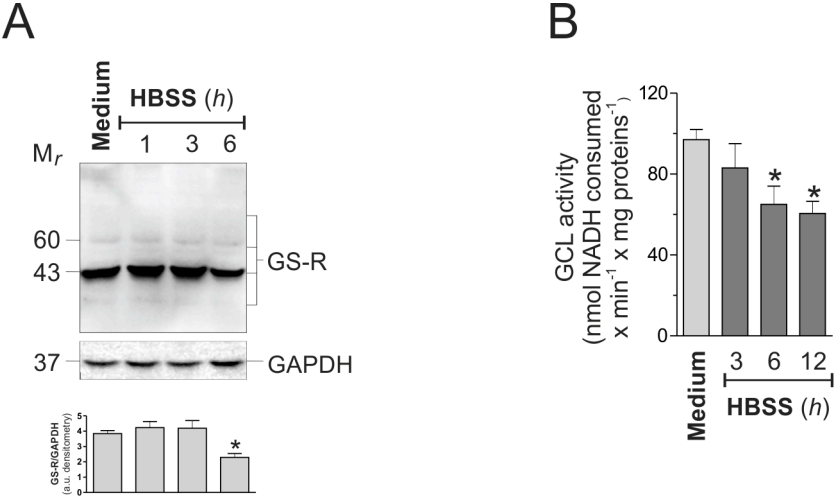 A
Medium
HBSS (h)
1 3 6
Mr
60
43
GS-R
37
GAPDH
GS-R/GAPDH
(a.u. densitometry)
5
4
3
2
1
0
*
B
GCL activity
(nmol NADH consumed
x min-1 x mg proteins-1)
120
80
40
0
* *
Medium
3 6 12
HBSS (h)